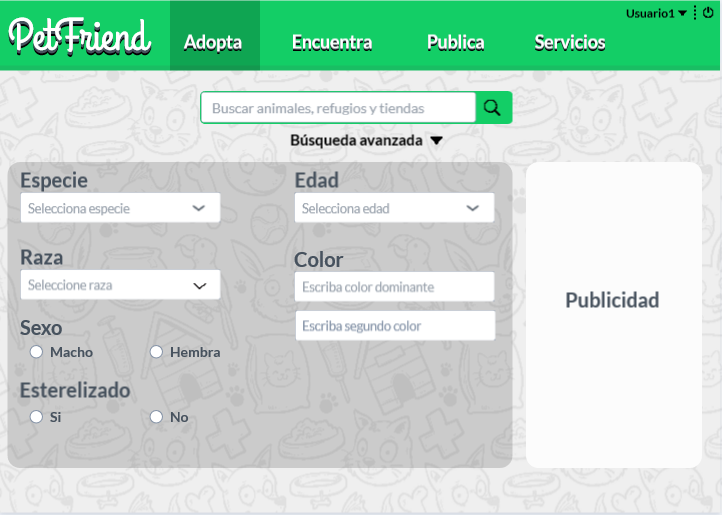 PetFriend
Adopta
Encuentra
Publica
Servicios
Usuario1
Buscar animales, refugios y tiendas
Búsqueda avanzada
Especie
Selecciona especie
Edad
Selecciona edad
Raza
Seleccione raza
Color
Escriba color dominante
Escriba segundo color
Sexo
Macho
Hembra
Esterelizado
Si
No
Publicidad